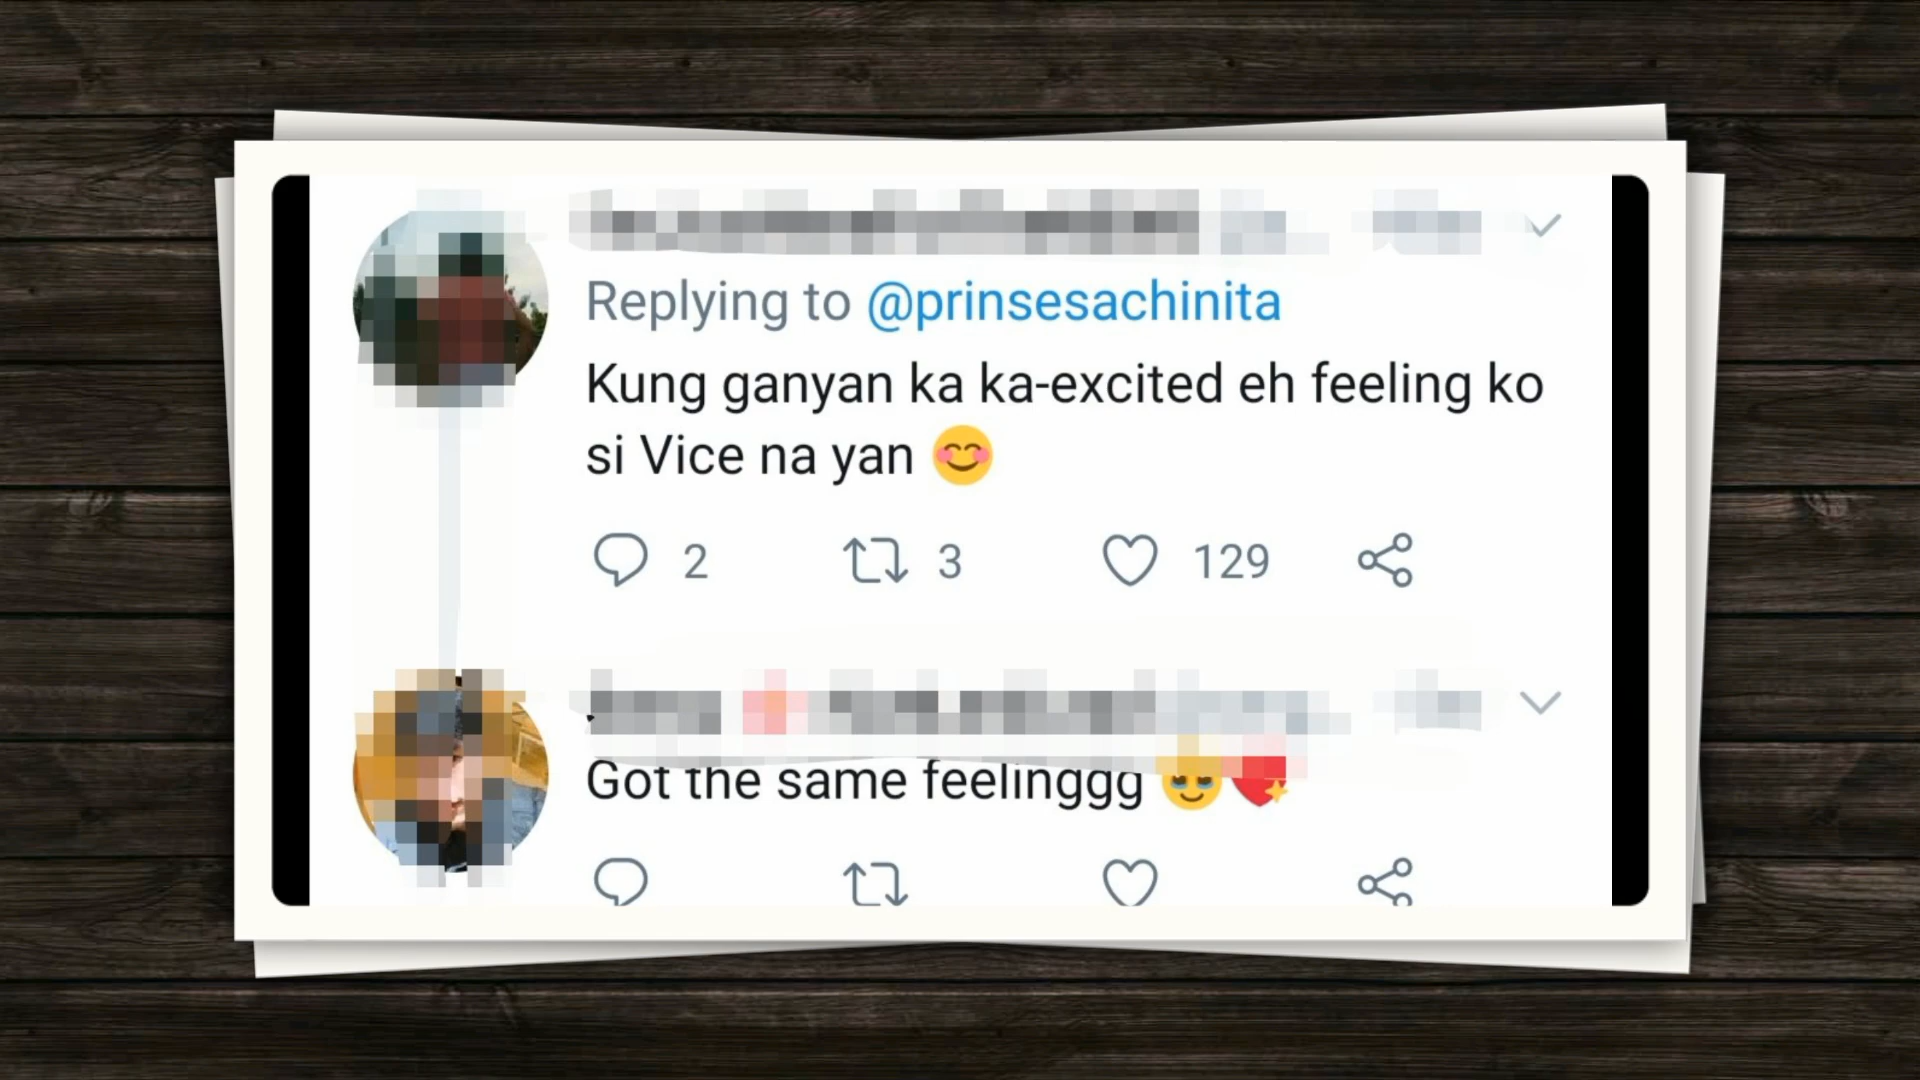 Replying to @prinsesachinita
Kung ganyan ka ka-excited eh feeling ko
si Vice na yan 😊
2 3 129
Got the same feelinggg 🥹💖